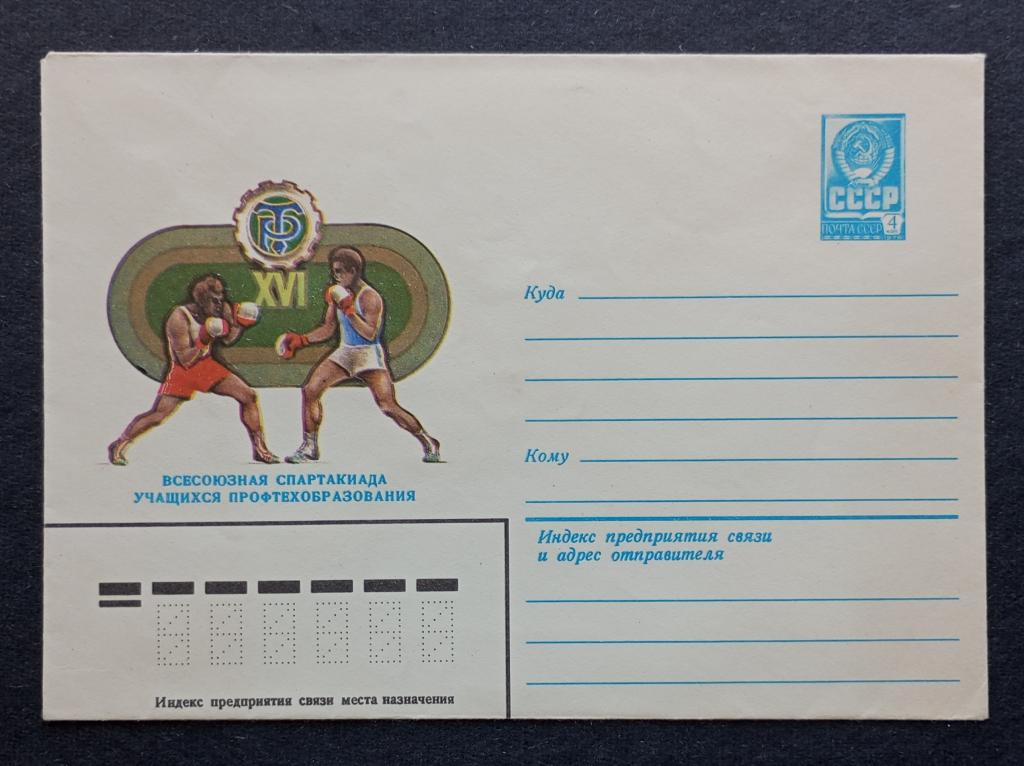 СССР
ПОЧТА СССР 4
XVI
ВСЕСОЮЗНАЯ СПАРТАКИАДА
УЧАЩИХСЯ ПРОФТЕХОБРАЗОВАНИЯ
Куда
Кому
Индекс предприятия связи
и адрес отправителя
Индекс предприятия связи места назначения